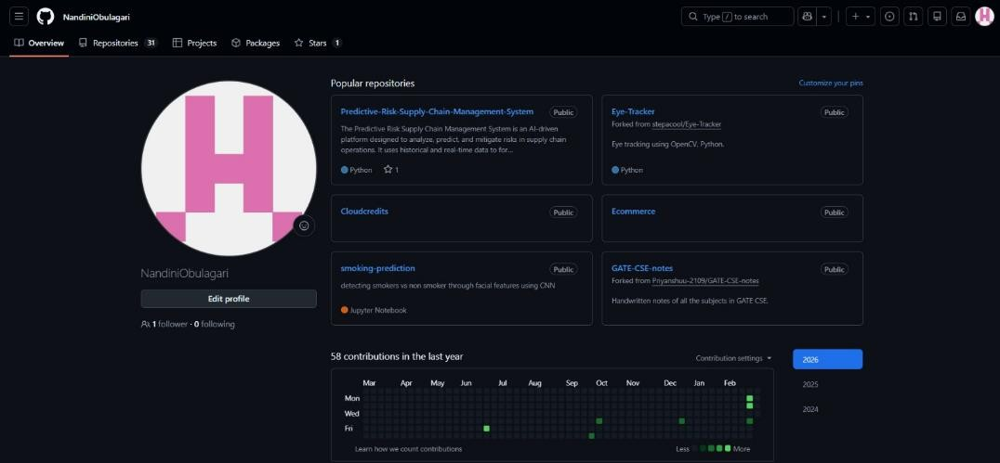 NandiniObulagari
Type / to search
Overview Repositories 31 Projects Packages Stars 1
Popular repositories
Customize your pins
Predictive-Risk-Supply-Chain-Management-System Public
The Predictive Risk Supply Chain Management System is an AI-driven
platform designed to analyze, predict, and mitigate risks in supply chain
operations. It uses historical and real-time data to for...
Python 1
Eye-Tracker Public
Forked from stepacool/Eye-Tracker
Eye tracking using OpenCV, Python.
Python
Cloudcredits Public
Ecommerce Public
smoking-prediction Public
detecting smokers vs non smoker through facial features using CNN
Jupyter Notebook
GATE-CSE-notes Public
Forked from Priyanshuu-2109/GATE-CSE-notes
Handwritten notes of all the subjects in GATE CSE.
NandiniObulagari
Edit profile
1 follower · 0 following
58 contributions in the last year
Contribution settings
2026
2025
2024
Mar Apr May Jun Jul Aug Sep Oct Nov Dec Jan Feb
Mon
Wed
Fri
Learn how we count contributions
Less More